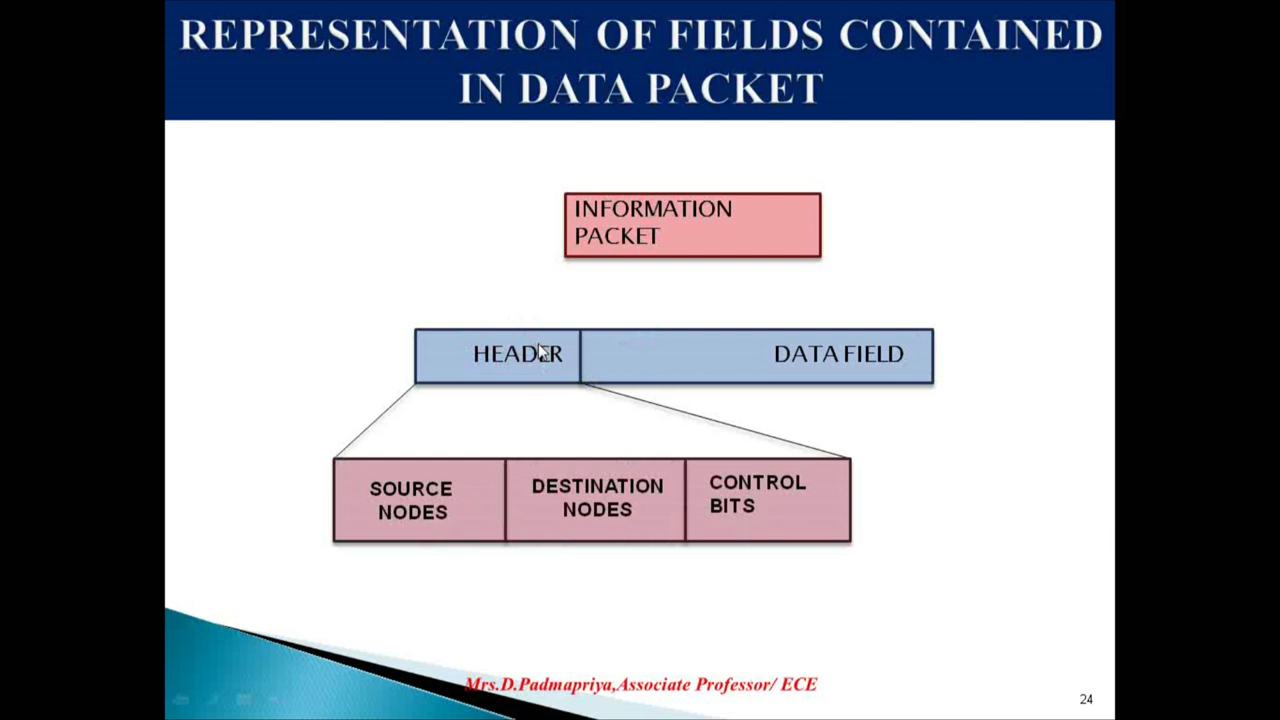 REPRESENTATION OF FIELDS CONTAINED
IN DATA PACKET
INFORMATION
PACKET
HEADER
DATA FIELD
SOURCE
NODES
DESTINATION
NODES
CONTROL
BITS
Mrs.D.Padmapriya,Associate Professor/ ECE
24